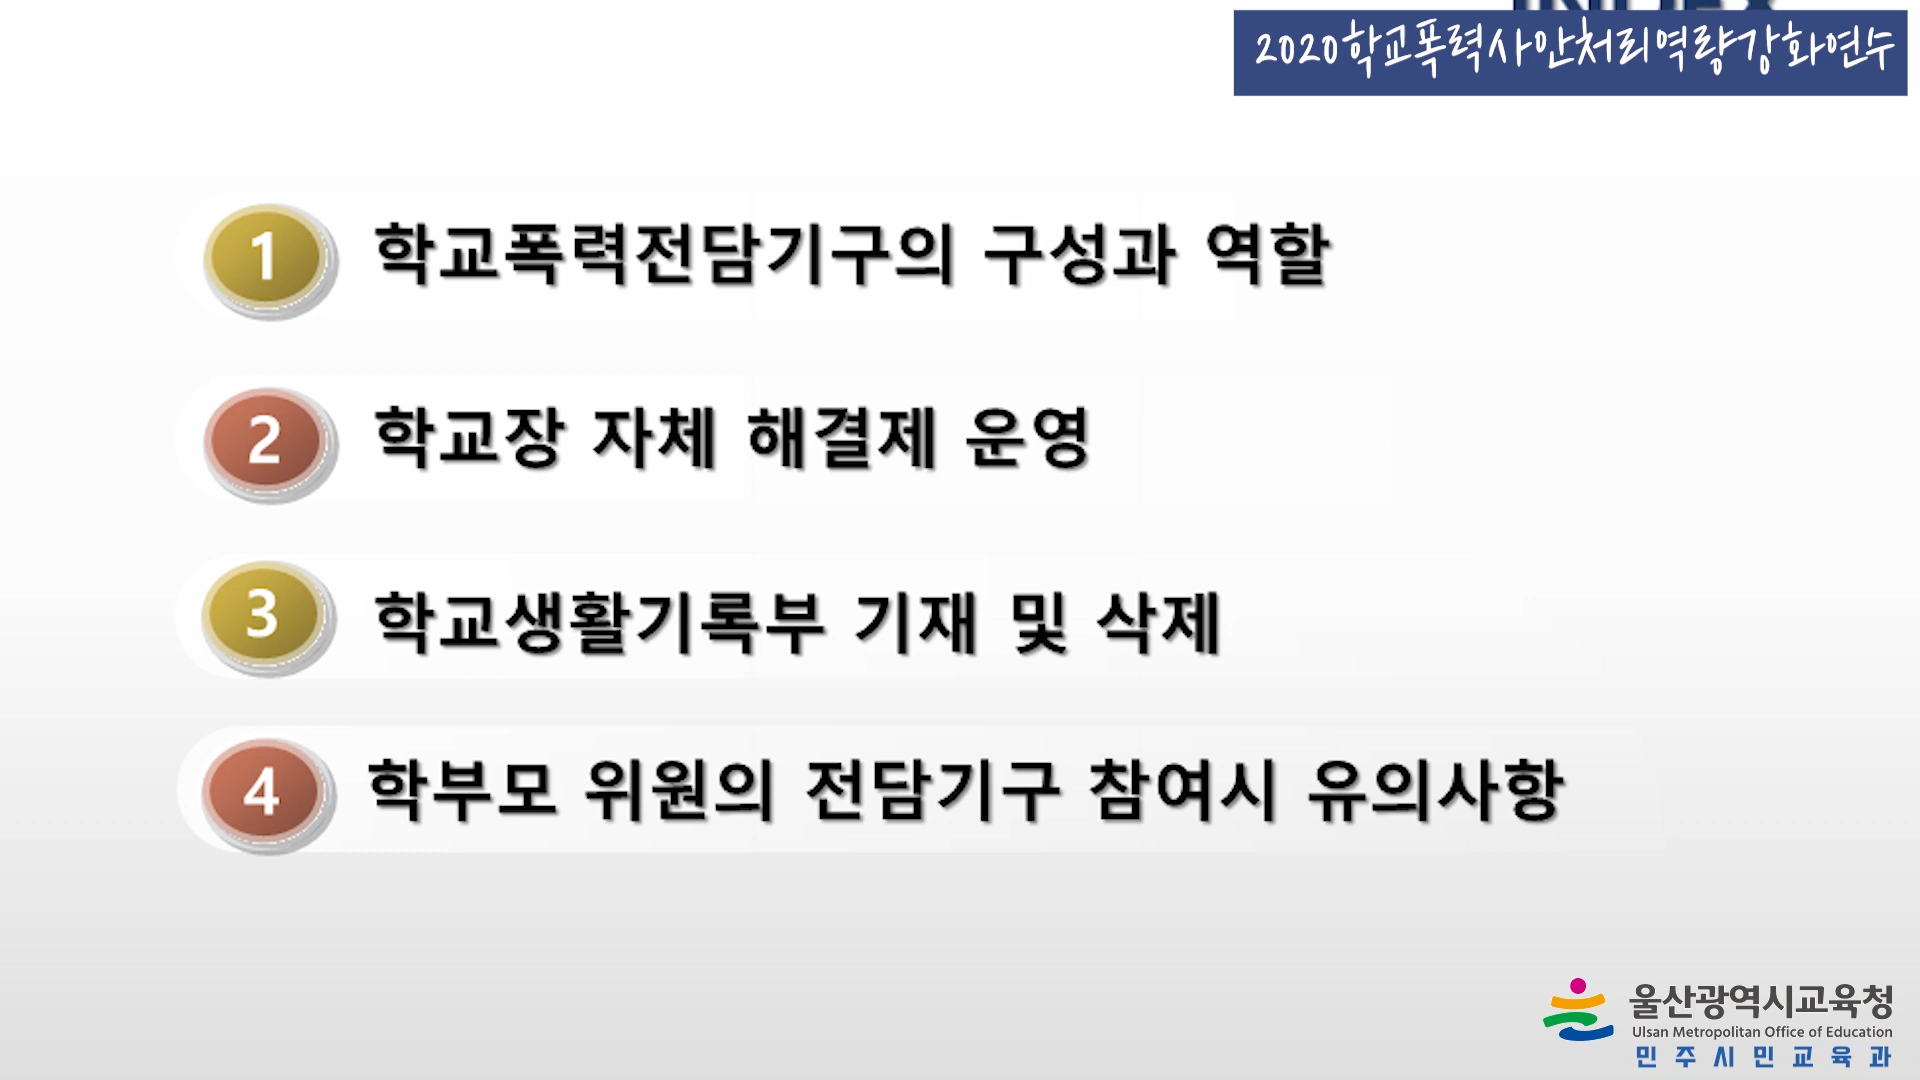 INDEX
2020학교폭력사안처리역량강화연수
1 학교폭력전담기구의 구성과 역할
2 학교장 자체 해결제 운영
3 학교생활기록부 기재 및 삭제
4 학부모 위원의 전담기구 참여시 유의사항
울산광역시교육청
Ulsan Metropolitan Office of Education
민주시민교육과